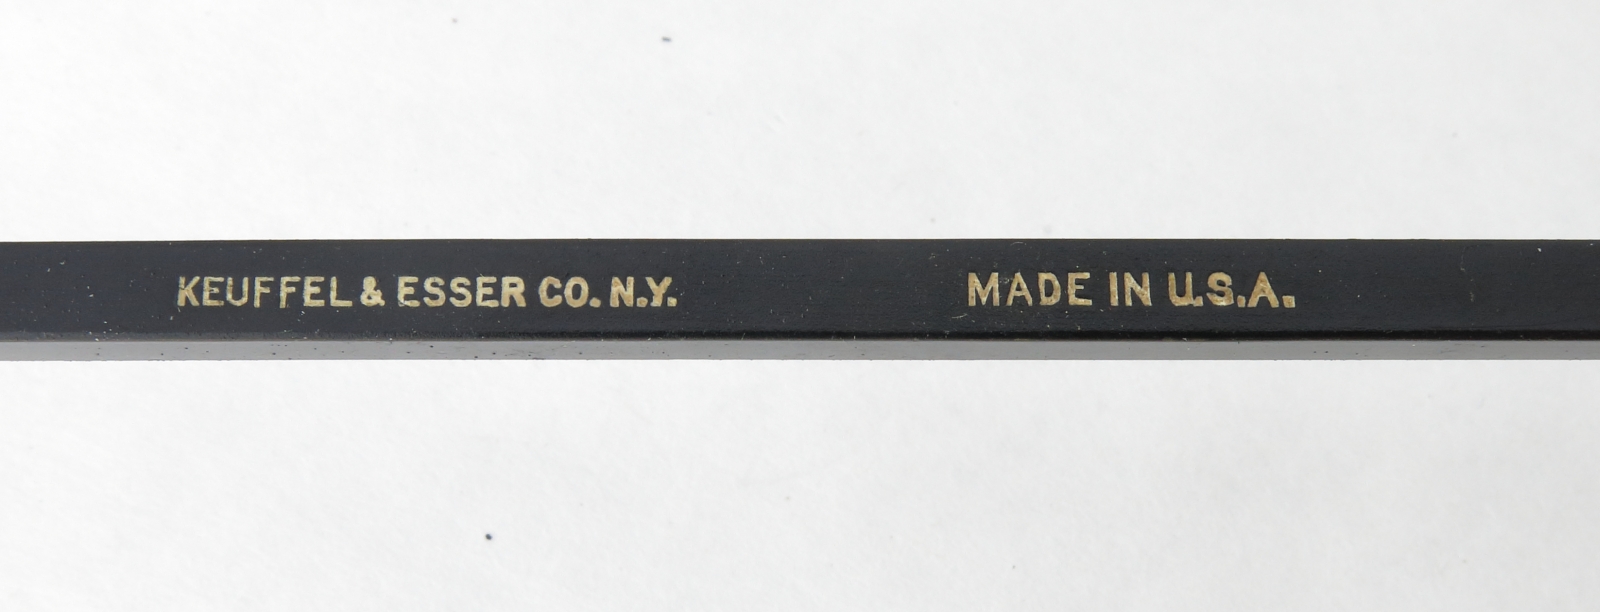 KEUFFEL & ESSER CO. N.Y. MADE IN U.S.A.